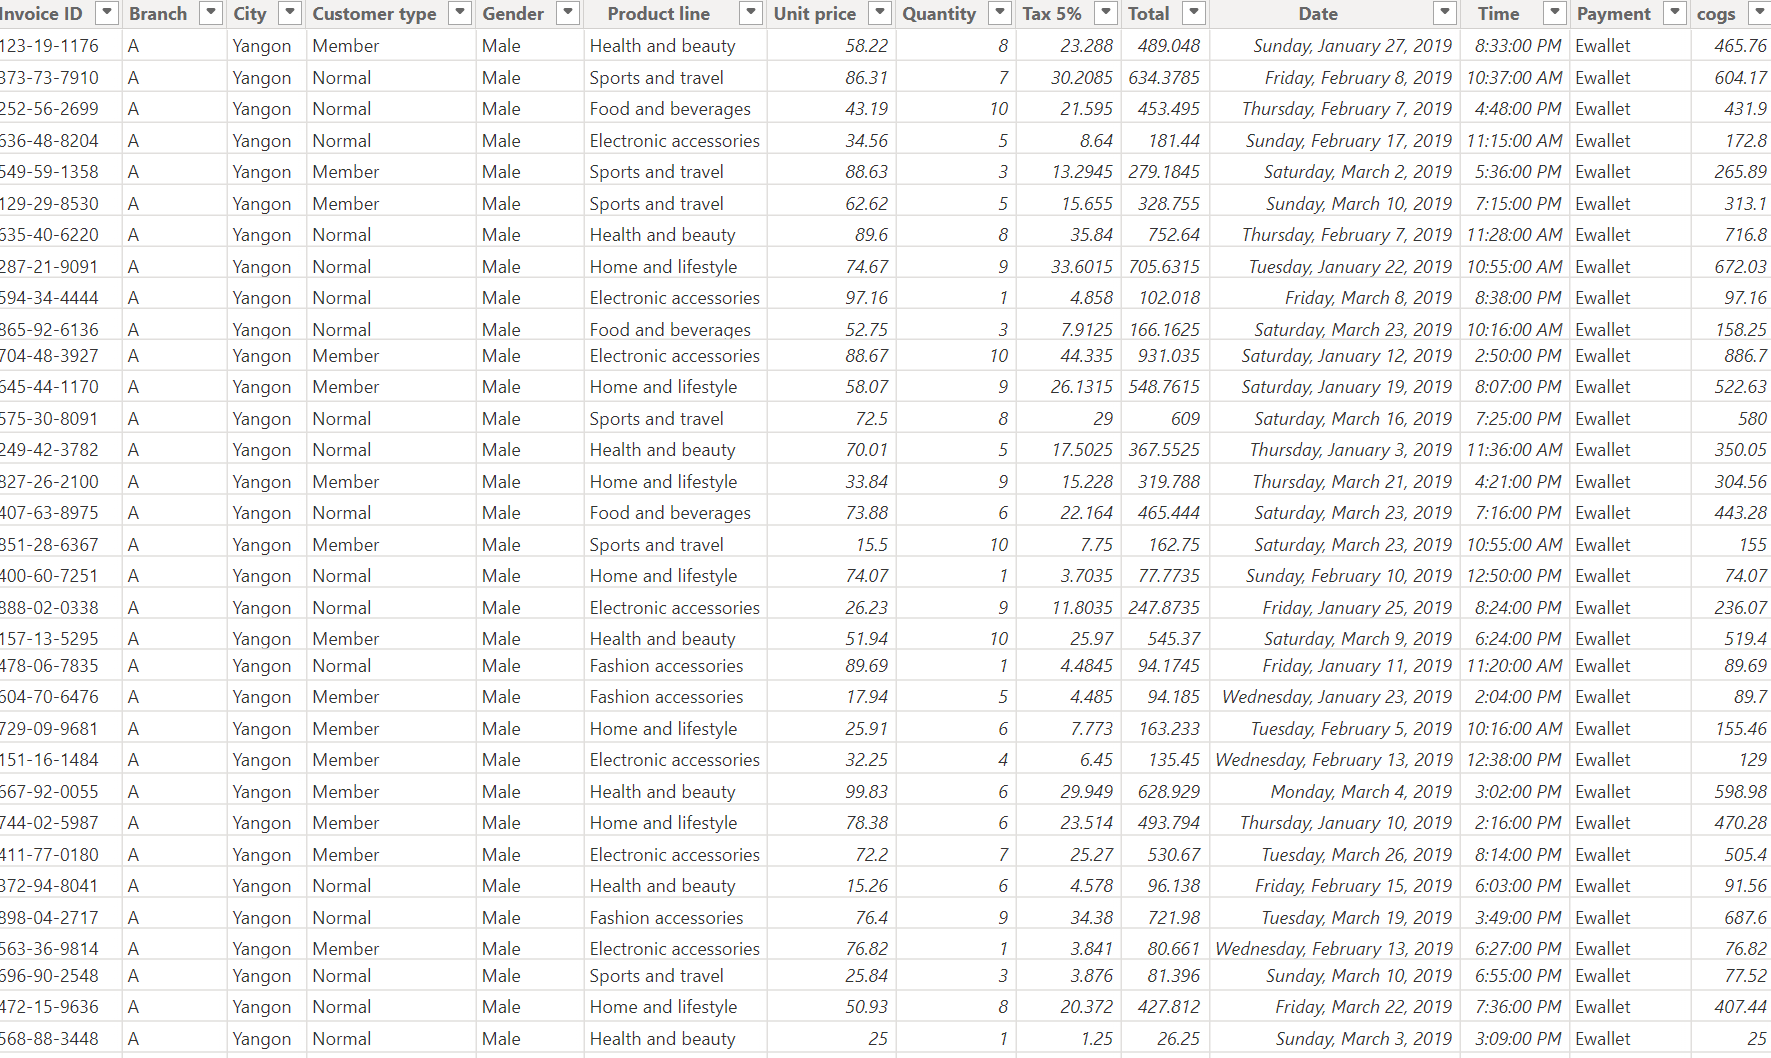 Invoice ID Branch City Customer type Gender Product line Unit price Quantity Tax 5% Total Date Time Payment cogs
123-19-1176 A Yangon Member Male Health and beauty 58.22 8 23.288 489.048 Sunday, January 27, 2019 8:33:00 PM Ewallet 465.76
373-73-7910 A Yangon Normal Male Sports and travel 86.31 7 30.2085 634.3785 Friday, February 8, 2019 10:37:00 AM Ewallet 604.17
252-56-2699 A Yangon Normal Male Food and beverages 43.19 10 21.595 453.495 Thursday, February 7, 2019 4:48:00 PM Ewallet 431.9
636-48-8204 A Yangon Normal Male Electronic accessories 34.56 5 8.64 181.44 Sunday, February 17, 2019 11:15:00 AM Ewallet 172.8
549-59-1358 A Yangon Member Male Sports and travel 88.63 3 13.2945 279.1845 Saturday, March 2, 2019 5:36:00 PM Ewallet 265.89
129-29-8530 A Yangon Member Male Sports and travel 62.62 5 15.655 328.755 Sunday, March 10, 2019 7:15:00 PM Ewallet 313.1
635-40-6220 A Yangon Normal Male Health and beauty 89.6 8 35.84 752.64 Thursday, February 7, 2019 11:28:00 AM Ewallet 716.8
287-21-9091 A Yangon Normal Male Home and lifestyle 74.67 9 33.6015 705.6315 Tuesday, January 22, 2019 10:55:00 AM Ewallet 672.03
594-34-4444 A Yangon Normal Male Electronic accessories 97.16 1 4.858 102.018 Friday, March 8, 2019 8:38:00 PM Ewallet 97.16
865-92-6136 A Yangon Normal Male Food and beverages 52.75 3 7.9125 166.1625 Saturday, March 23, 2019 10:16:00 AM Ewallet 158.25
704-48-3927 A Yangon Member Male Electronic accessories 88.67 10 44.335 931.035 Saturday, January 12, 2019 2:50:00 PM Ewallet 886.7
645-44-1170 A Yangon Member Male Home and lifestyle 58.07 9 26.1315 548.7615 Saturday, January 19, 2019 8:07:00 PM Ewallet 522.63
575-30-8091 A Yangon Normal Male Sports and travel 72.5 8 29 609 Saturday, March 16, 2019 7:25:00 PM Ewallet 580
249-42-3782 A Yangon Normal Male Health and beauty 70.01 5 17.5025 367.5525 Thursday, January 3, 2019 11:36:00 AM Ewallet 350.05
827-26-2100 A Yangon Member Male Home and lifestyle 33.84 9 15.228 319.788 Thursday, March 21, 2019 4:21:00 PM Ewallet 304.56
407-63-8975 A Yangon Normal Male Food and beverages 73.88 6 22.164 465.444 Saturday, March 23, 2019 7:16:00 PM Ewallet 443.28
851-28-6367 A Yangon Member Male Sports and travel 15.5 10 7.75 162.75 Saturday, March 23, 2019 10:55:00 AM Ewallet 155
400-60-7251 A Yangon Normal Male Home and lifestyle 74.07 1 3.7035 77.7735 Sunday, February 10, 2019 12:50:00 PM Ewallet 74.07
888-02-0338 A Yangon Normal Male Electronic accessories 26.23 9 11.8035 247.8735 Friday, January 25, 2019 8:24:00 PM Ewallet 236.07
157-13-5295 A Yangon Member Male Health and beauty 51.94 10 25.97 545.37 Saturday, March 9, 2019 6:24:00 PM Ewallet 519.4
478-06-7835 A Yangon Normal Male Fashion accessories 89.69 1 4.4845 94.1745 Friday, January 11, 2019 11:20:00 AM Ewallet 89.69
604-70-6476 A Yangon Member Male Fashion accessories 17.94 5 4.485 94.185 Wednesday, January 23, 2019 2:04:00 PM Ewallet 89.7
729-09-9681 A Yangon Member Male Home and lifestyle 25.91 6 7.773 163.233 Tuesday, February 5, 2019 10:16:00 AM Ewallet 155.46
151-16-1484 A Yangon Member Male Electronic accessories 32.25 4 6.45 135.45 Wednesday, February 13, 2019 12:38:00 PM Ewallet 129
667-92-0055 A Yangon Member Male Health and beauty 99.83 6 29.949 628.929 Monday, March 4, 2019 3:02:00 PM Ewallet 598.98
744-02-5987 A Yangon Member Male Home and lifestyle 78.38 6 23.514 493.794 Thursday, January 10, 2019 2:16:00 PM Ewallet 470.28
411-77-0180 A Yangon Member Male Electronic accessories 72.2 7 25.27 530.67 Tuesday, March 26, 2019 8:14:00 PM Ewallet 505.4
372-94-8041 A Yangon Normal Male Health and beauty 15.26 6 4.578 96.138 Friday, February 15, 2019 6:03:00 PM Ewallet 91.56
898-04-2717 A Yangon Normal Male Fashion accessories 76.4 9 34.38 721.98 Tuesday, March 19, 2019 3:49:00 PM Ewallet 687.6
563-36-9814 A Yangon Member Male Electronic accessories 76.82 1 3.841 80.661 Wednesday, February 13, 2019 6:27:00 PM Ewallet 76.82
696-90-2548 A Yangon Normal Male Sports and travel 25.84 3 3.876 81.396 Sunday, March 10, 2019 6:55:00 PM Ewallet 77.52
472-15-9636 A Yangon Normal Male Home and lifestyle 50.93 8 20.372 427.812 Friday, March 22, 2019 7:36:00 PM Ewallet 407.44
568-88-3448 A Yangon Normal Male Health and beauty 25 1 1.25 26.25 Sunday, March 3, 2019 3:09:00 PM Ewallet 25